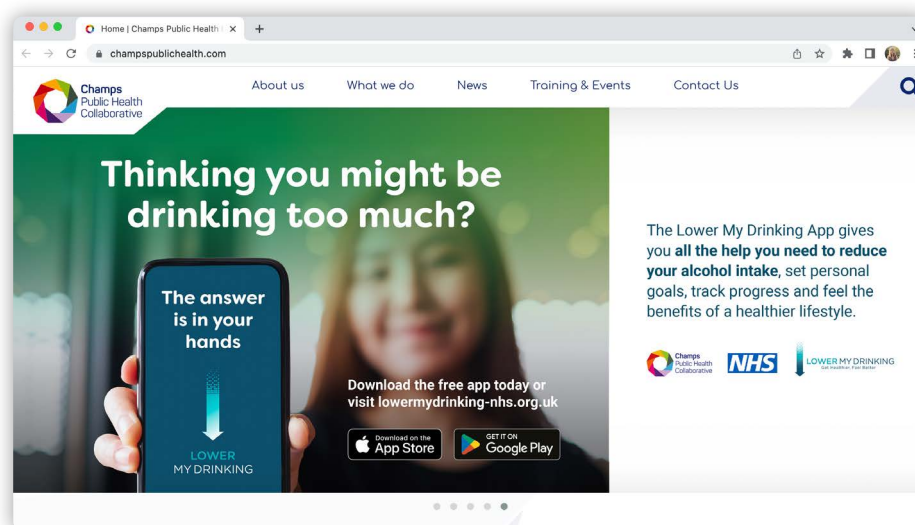 Home | Champs Public Health
champspublichealth.com
Champs
Public Health
Collaborative
About us
What we do
News
Training & Events
Contact Us
Thinking you might be
drinking too much?
The answer
is in your
hands
LOWER
MY DRINKING
Download the free app today or
visit lowermydrinking-nhs.org.uk
Download on the
App Store
GET IT ON
Google Play
The Lower My Drinking App gives
you all the help you need to reduce
your alcohol intake, set personal
goals, track progress and feel the
benefits of a healthier lifestyle.
Champs
Public Health
Collaborative
NHS
LOWER MY DRINKING
Get Healthier, Feel Better